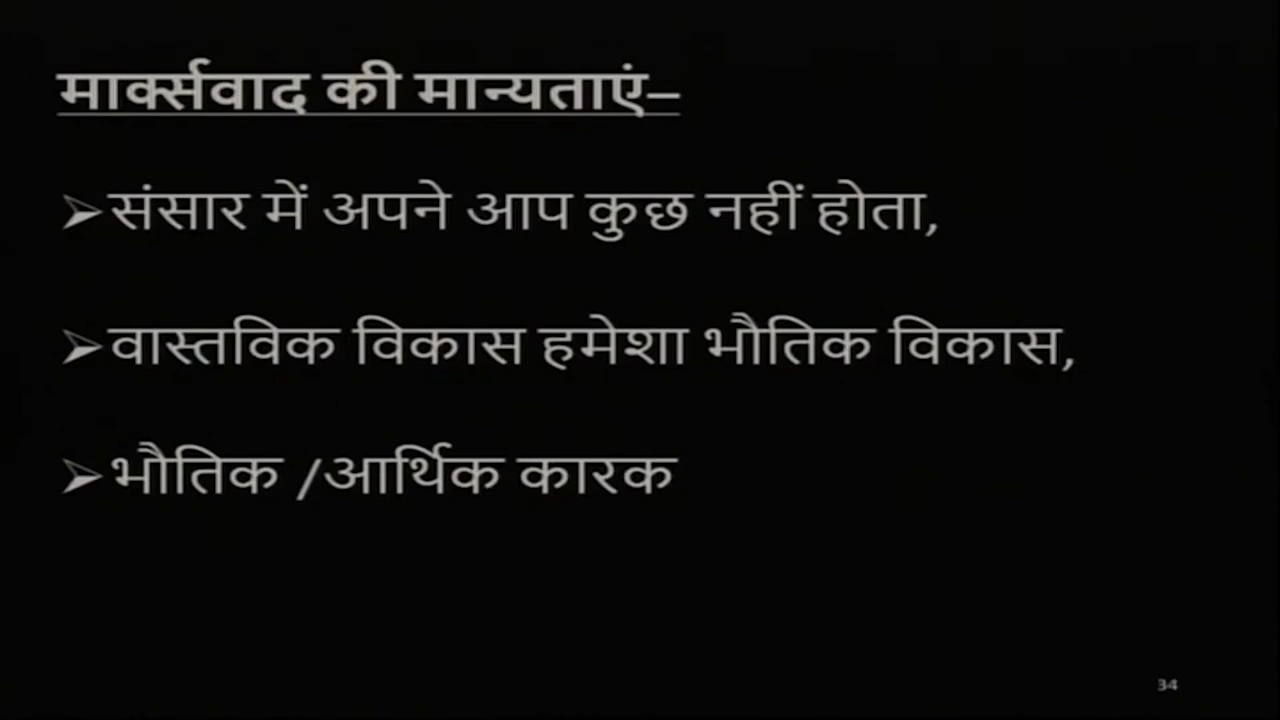 मार्क्सवाद की मान्यताएं–
➢संसार में अपने आप कुछ नहीं होता,
➢वास्तविक विकास हमेशा भौतिक विकास,
➢भौतिक /आर्थिक कारक
34